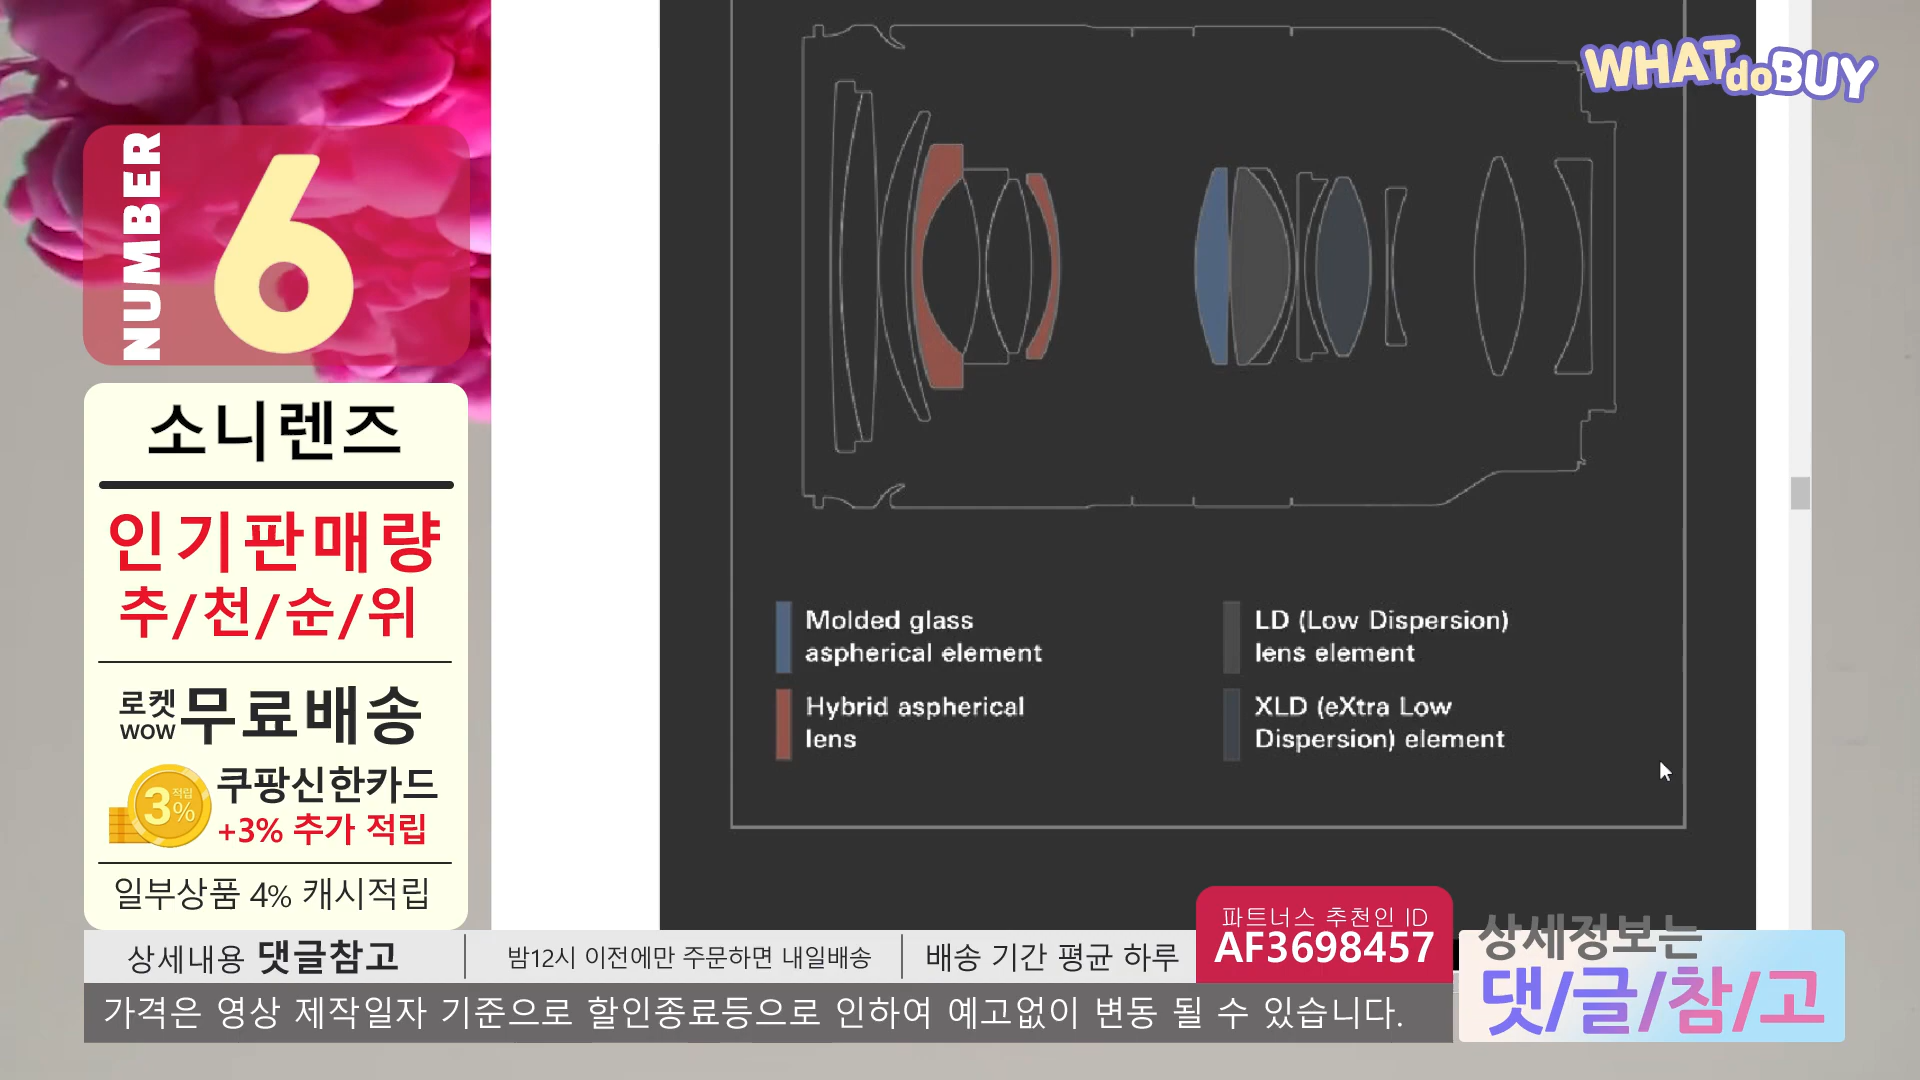 WHAT do BUY
NUMBER
6
소니렌즈
인기판매량
추/천/순/위
로켓 WOW 무료배송
3% 적립
쿠팡신한카드
+3% 추가 적립
일부상품 4% 캐시적립
Molded glass
aspherical element
Hybrid aspherical
lens
LD (Low Dispersion)
lens element
XLD (eXtra Low
Dispersion) element
상세내용 댓글참고
밤12시 이전에만 주문하면 내일배송
배송 기간 평균 하루
파트너스 추천인 ID
AF3698457
상세정보는
댓/글/참/고
가격은 영상 제작일자 기준으로 할인종료등으로 인하여 예고없이 변동 될 수 있습니다.